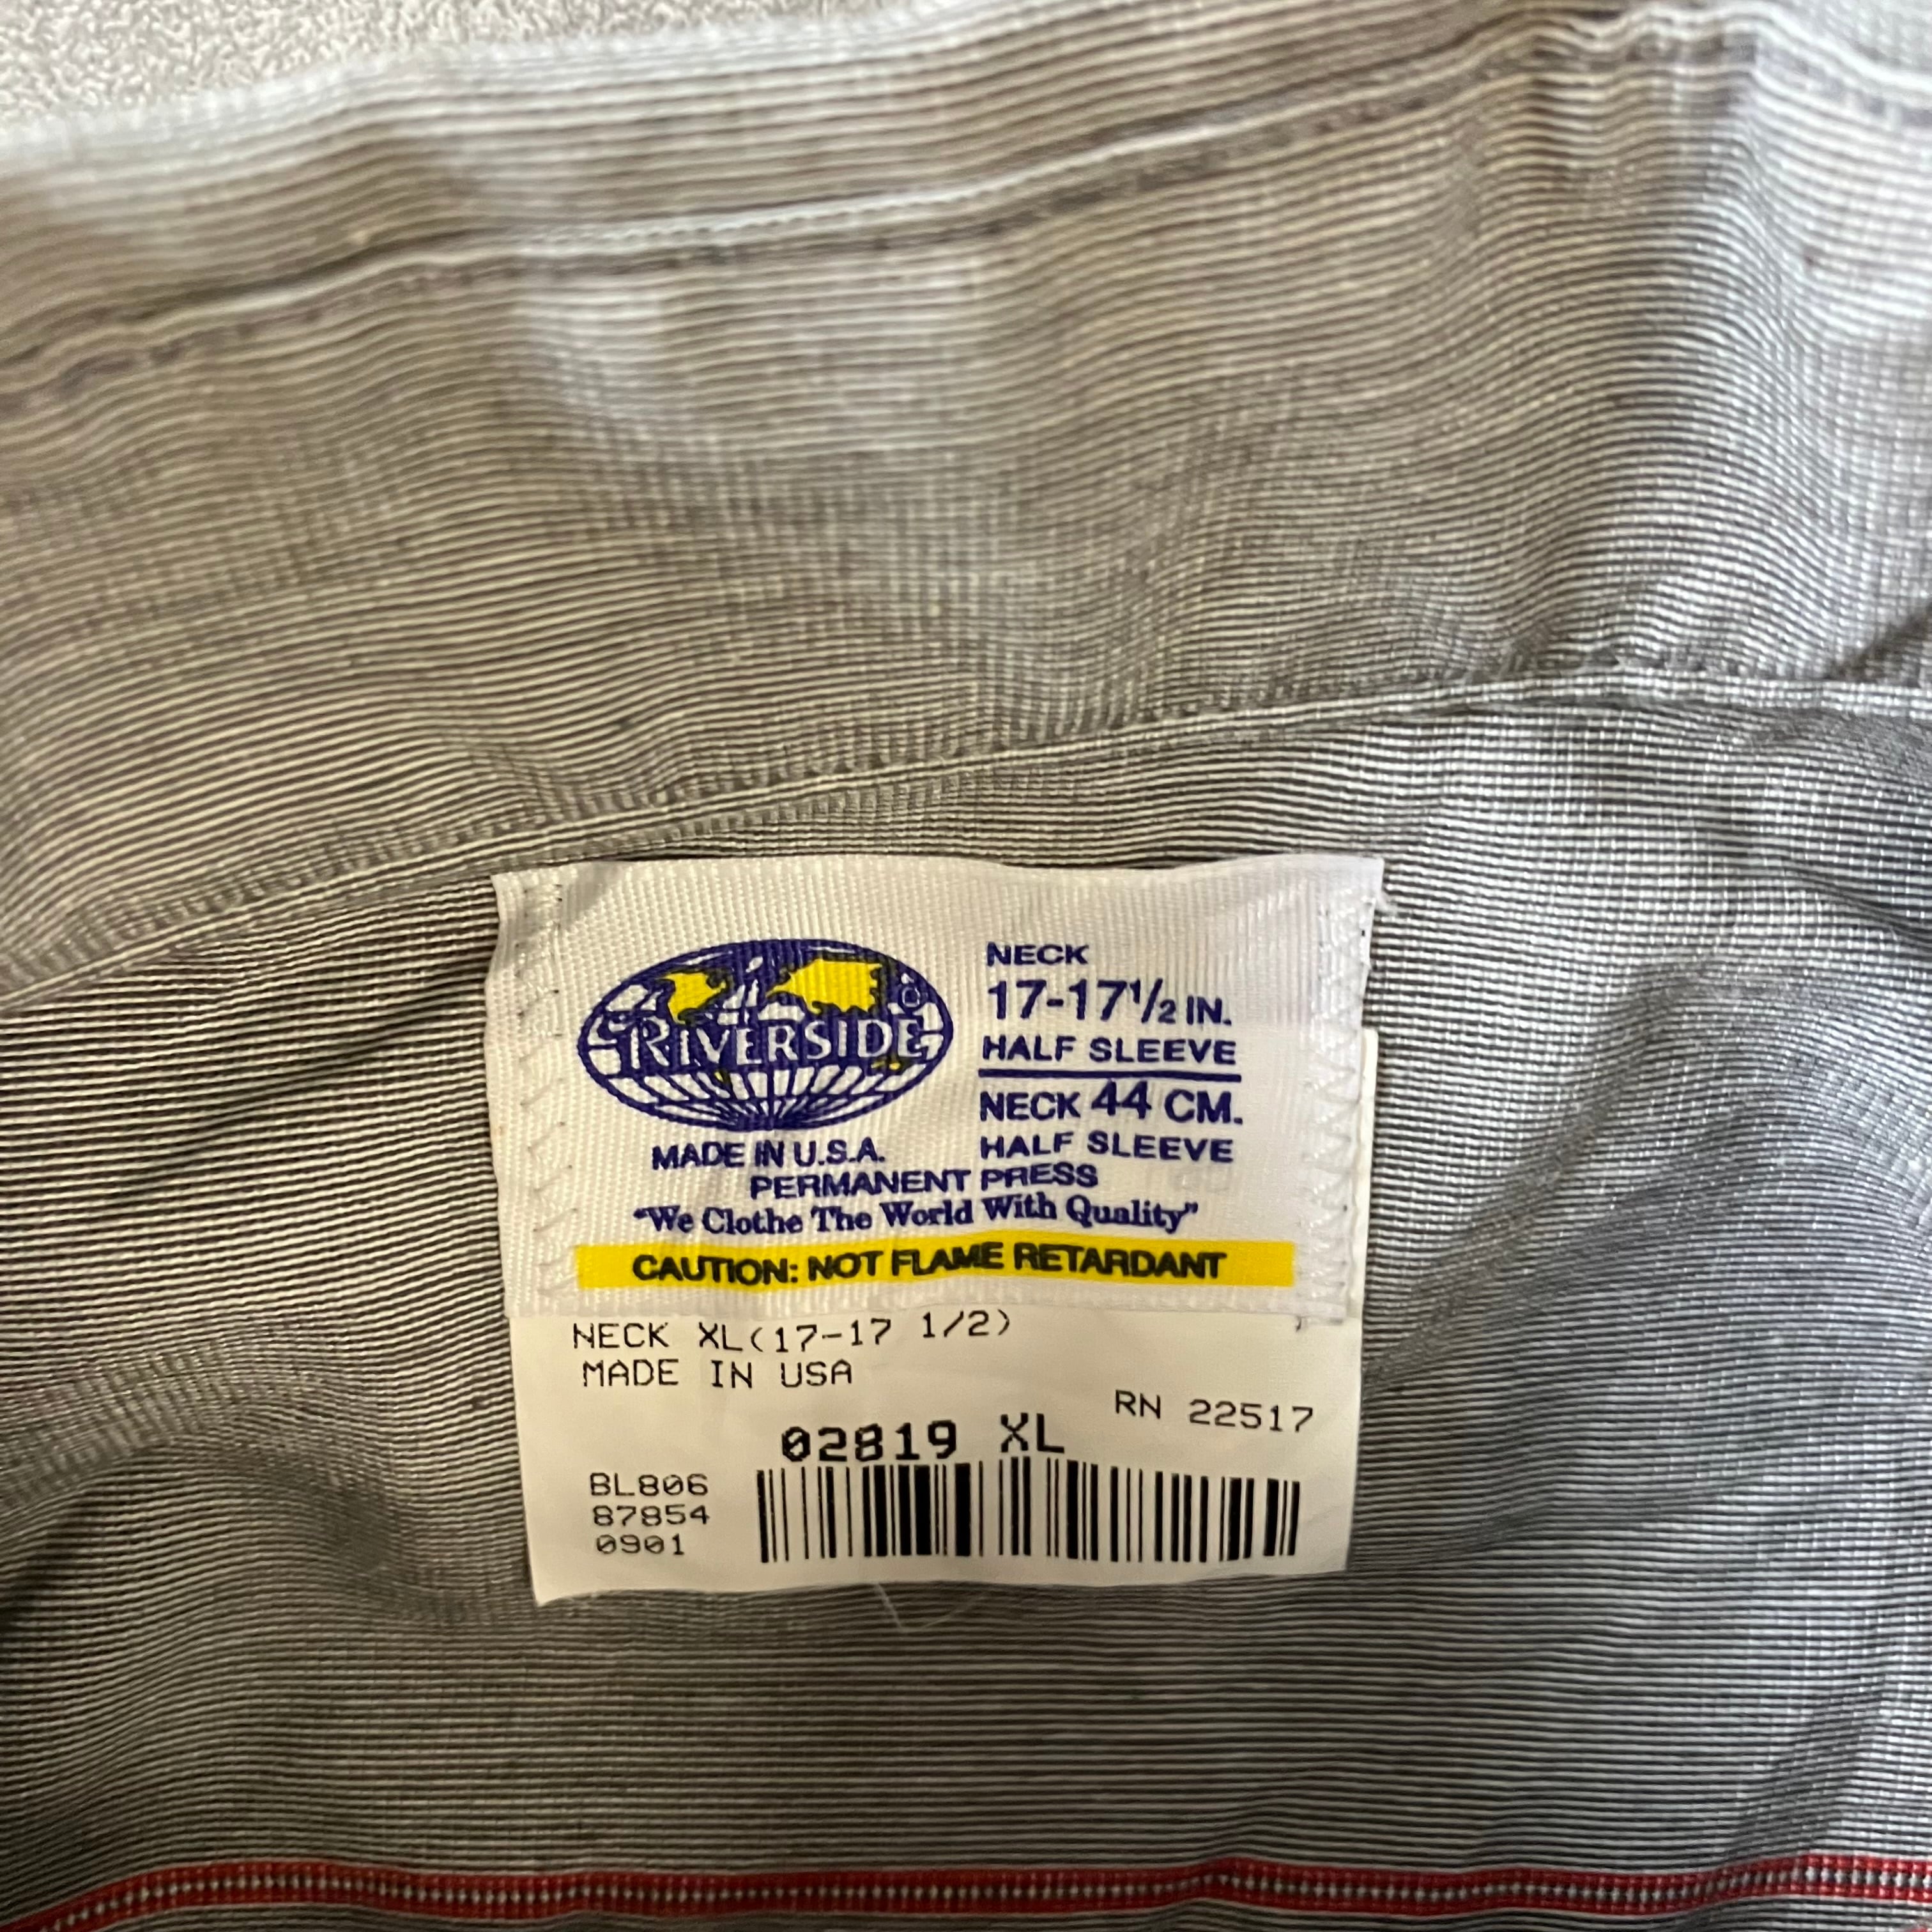 RIVERSIDE
®
NECK
17-17½ IN.
HALF SLEEVE
NECK 44 CM.
HALF SLEEVE
MADE IN U.S.A.
PERMANENT PRESS
"We Clothe The World With Quality"
CAUTION: NOT FLAME RETARDANT
NECK XL(17-17 1/2)
MADE IN USA
RN 22517
02819 XL
BL806
87854
0901